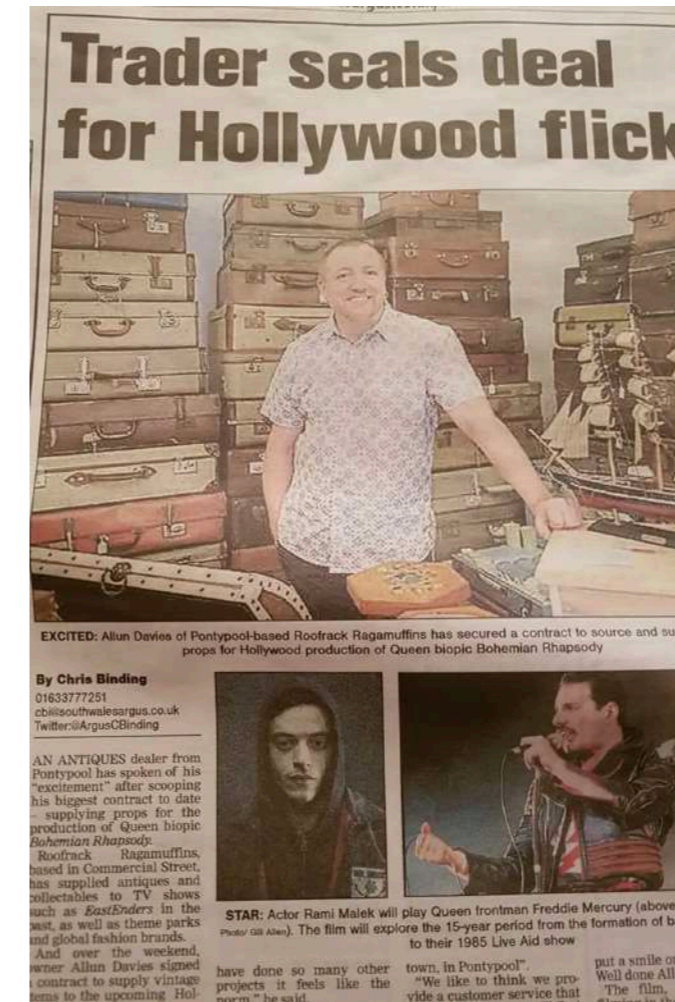 Trader seals deal
for Hollywood flick
EXCITED: Allun Davies of Pontypool-based Roofrack Ragamuffins has secured a contract to source and su
props for Hollywood production of Queen biopic Bohemian Rhapsody
By Chris Binding
01633777251
cbi@southwalesargus.co.uk
Twitter:@ArgusCBinding
AN ANTIQUES dealer from
Pontypool has spoken of his
"excitement" after scooping
his biggest contract to date
– supplying props for the
production of Queen biopic
Bohemian Rhapsody.
Roofrack Ragamuffins,
based in Commercial Street,
has supplied antiques and
collectables to TV shows
such as EastEnders in the
past, as well as theme parks
and global fashion brands.
And over the weekend,
owner Allun Davies signed
a contract to supply vintage
items to the upcoming Hol-
STAR: Actor Rami Malek will play Queen frontman Freddie Mercury (above
Photo/ Gill Allen). The film will explore the 15-year period from the formation of b
to their 1985 Live Aid show
have done so many other
projects it feels like the
norm," he said.
town, in Pontypool".
"We like to think we pro-
vide a customer service that
put a smile o
Well done All
The film,